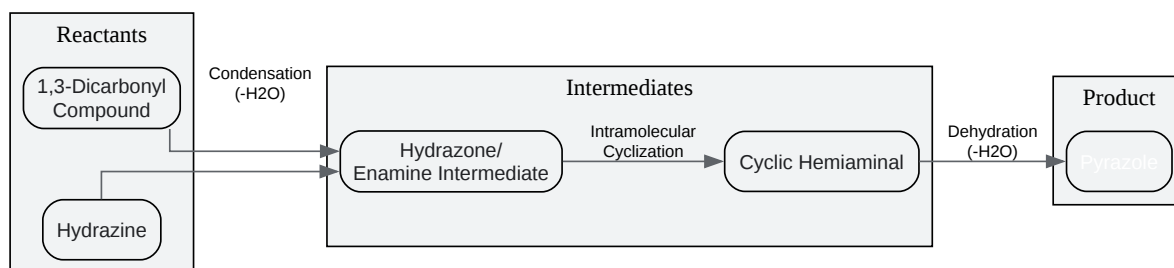 Reactants
1,3-Dicarbonyl
Compound
Hydrazine
Condensation
(-H2O)
Intermediates
Hydrazone/
Enamine Intermediate
Intramolecular
Cyclization
Cyclic Hemiaminal
Dehydration
(-H2O)
Product
Pyrazole